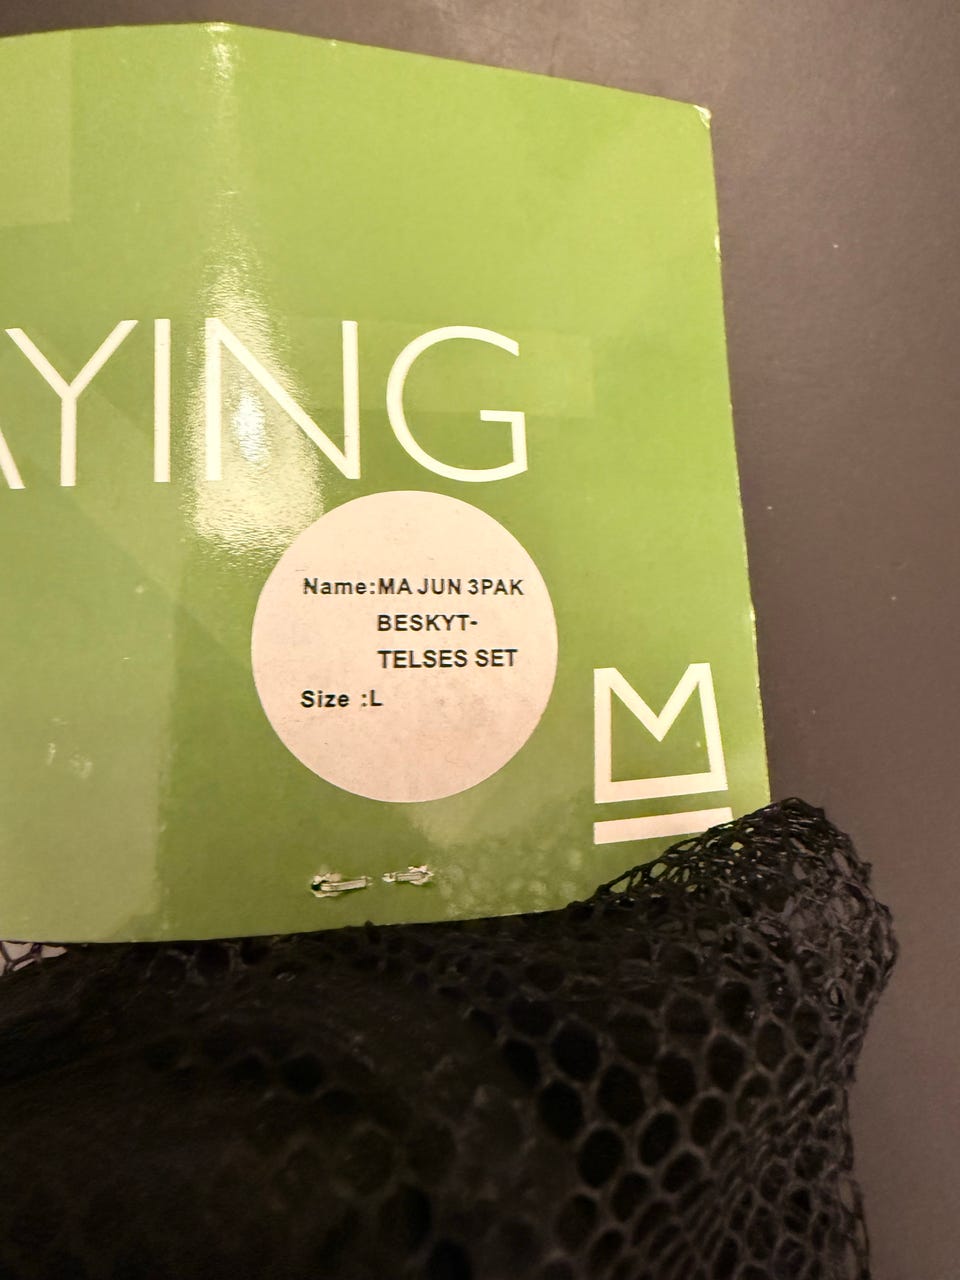 AYING
Name:MA JUN 3PAK
BESKYT-
TELSES SET
Size :L
M